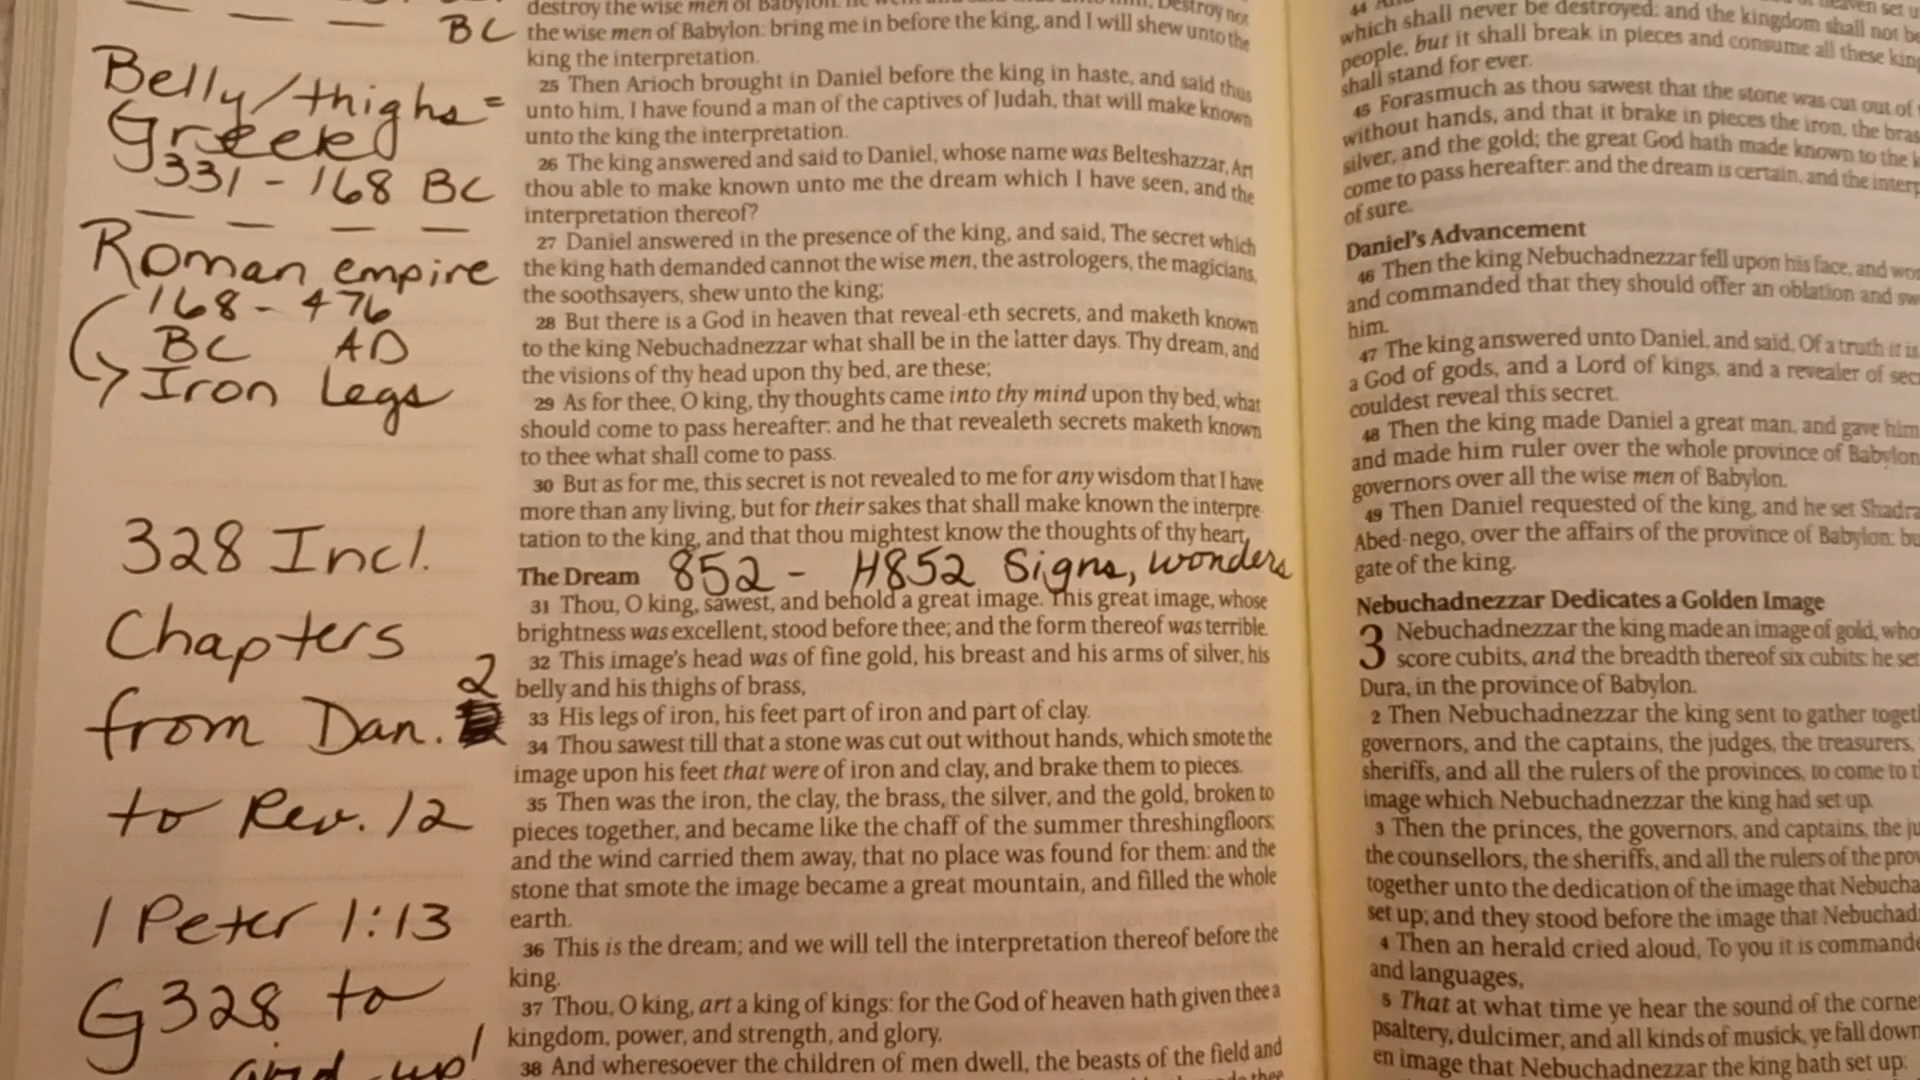 BC
Belly/thighs =
Greek
331 - 168 BC
Roman empire
168 - 476
BC AD
Iron Legs
328 Incl.
Chapters
from Dan. 2
to Rev. 12
1 Peter 1:13
G328 to
gird up!
destroy the wise men of Babylon:
the wise men of Babylon: bring me in before the king, and I will shew unto the
king the interpretation.
25 Then Arioch brought in Daniel before the king in haste, and said thus
unto him, I have found a man of the captives of Judah, that will make known
unto the king the interpretation.
26 The king answered and said to Daniel, whose name was Belteshazzar, Art
thou able to make known unto me the dream which I have seen, and the
interpretation thereof?
27 Daniel answered in the presence of the king, and said, The secret which
the king hath demanded cannot the wise men, the astrologers, the magicians,
the soothsayers, shew unto the king;
28 But there is a God in heaven that reveal-eth secrets, and maketh known
to the king Nebuchadnezzar what shall be in the latter days. Thy dream, and
the visions of thy head upon thy bed, are these;
29 As for thee, O king, thy thoughts came into thy mind upon thy bed, what
should come to pass hereafter: and he that revealeth secrets maketh known
to thee what shall come to pass.
30 But as for me, this secret is not revealed to me for any wisdom that I have
more than any living, but for their sakes that shall make known the interpre
tation to the king, and that thou mightest know the thoughts of thy heart.
The Dream 852 - H852 Signs, wonders
31 Thou, O king, sawest, and behold a great image. This great image, whose
brightness was excellent, stood before thee; and the form thereof was terrible.
32 This image's head was of fine gold, his breast and his arms of silver, his
belly and his thighs of brass,
33 His legs of iron, his feet part of iron and part of clay.
34 Thou sawest till that a stone was cut out without hands, which smote the
image upon his feet that were of iron and clay, and brake them to pieces.
35 Then was the iron, the clay, the brass, the silver, and the gold, broken to
pieces together, and became like the chaff of the summer threshingfloors;
and the wind carried them away, that no place was found for them: and the
stone that smote the image became a great mountain, and filled the whole
earth.
36 This is the dream; and we will tell the interpretation thereof before the
king.
37 Thou, O king, art a king of kings: for the God of heaven hath given thee a
kingdom, power, and strength, and glory.
38 And wheresoever the children of men dwell, the beasts of the field and
44 And
which shall never be destroyed: and the kingdom shall not be
people, but it shall break in pieces and consume all these
shall stand for ever.
45 Forasmuch as thou sawest that the stone was cut out of
without hands, and that it brake in pieces the iron, the
silver, and the gold; the great God hath made known to the
come to pass hereafter: and the dream is certain, and the
of sure.
Daniel's Advancement
46 Then the king Nebuchadnezzar fell upon his face, and
and commanded that they should offer an oblation and
him.
47 The king answered unto Daniel, and said, Of a truth it is
a God of gods, and a Lord of kings, and a revealer of
couldest reveal this secret.
48 Then the king made Daniel a great man, and gave him
and made him ruler over the whole province of Babylon
governors over all the wise men of Babylon.
49 Then Daniel requested of the king, and he set
Abed-nego, over the affairs of the province of Babylon:
gate of the king.
Nebuchadnezzar Dedicates a Golden Image
3 Nebuchadnezzar the king made an image of gold,
score cubits, and the breadth thereof six cubits: he set
Dura, in the province of Babylon.
2 Then Nebuchadnezzar the king sent to gather
governors, and the captains, the judges, the treasurers,
sheriffs, and all the rulers of the provinces, to come to
image which Nebuchadnezzar the king had set up.
3 Then the princes, the governors, and captains, the
the counsellors, the sheriffs, and all the rulers of the
together unto the dedication of the image that
set up; and they stood before the image that
4 Then an herald cried aloud, To you it is
and languages,
5 That at what time ye hear the sound of the
psaltery, dulcimer, and all kinds of musick, ye fall down
en image that Nebuchadnezzar the king hath set up: